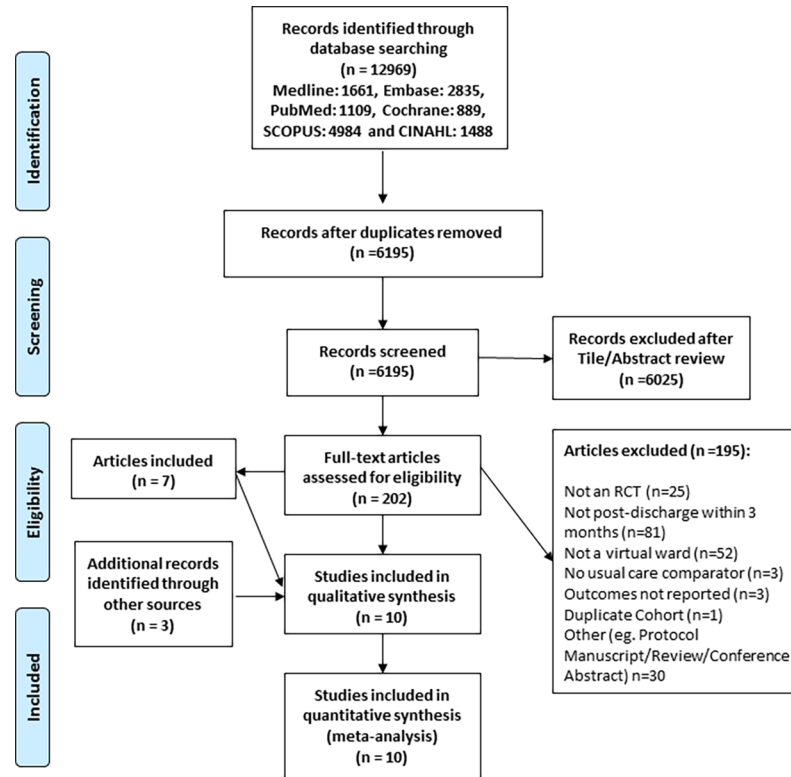 Records identified through
database searching
(n = 12969)
Medline: 1661, Embase: 2835,
PubMed: 1109, Cochrane: 889,
SCOPUS: 4984 and CINAHL: 1488
Identification
Records after duplicates removed
(n =6195)
Screening
Records screened
(n =6195)
Records excluded after
Tile/Abstract review
(n =6025)
Eligibility
Articles included
(n = 7)
Full-text articles
assessed for eligibility
(n = 202)
Articles excluded (n =195):
Not an RCT (n=25)
Not post-discharge within 3
months (n=81)
Not a virtual ward (n=52)
No usual care comparator (n=3)
Outcomes not reported (n=3)
Duplicate Cohort (n=1)
Other (eg. Protocol
Manuscript/Review/Conference
Abstract) n=30
Additional records
identified through
other sources
(n = 3)
Studies included in
qualitative synthesis
(n = 10)
Included
Studies included in
quantitative synthesis
(meta-analysis)
(n = 10)